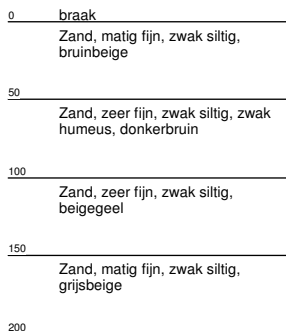 0 braak
Zand, matig fijn, zwak siltig,
bruinbeige
50
Zand, zeer fijn, zwak siltig, zwak
humeus, donkerbruin
100
Zand, zeer fijn, zwak siltig,
beigegeel
150
Zand, matig fijn, zwak siltig,
grijsbeige
200